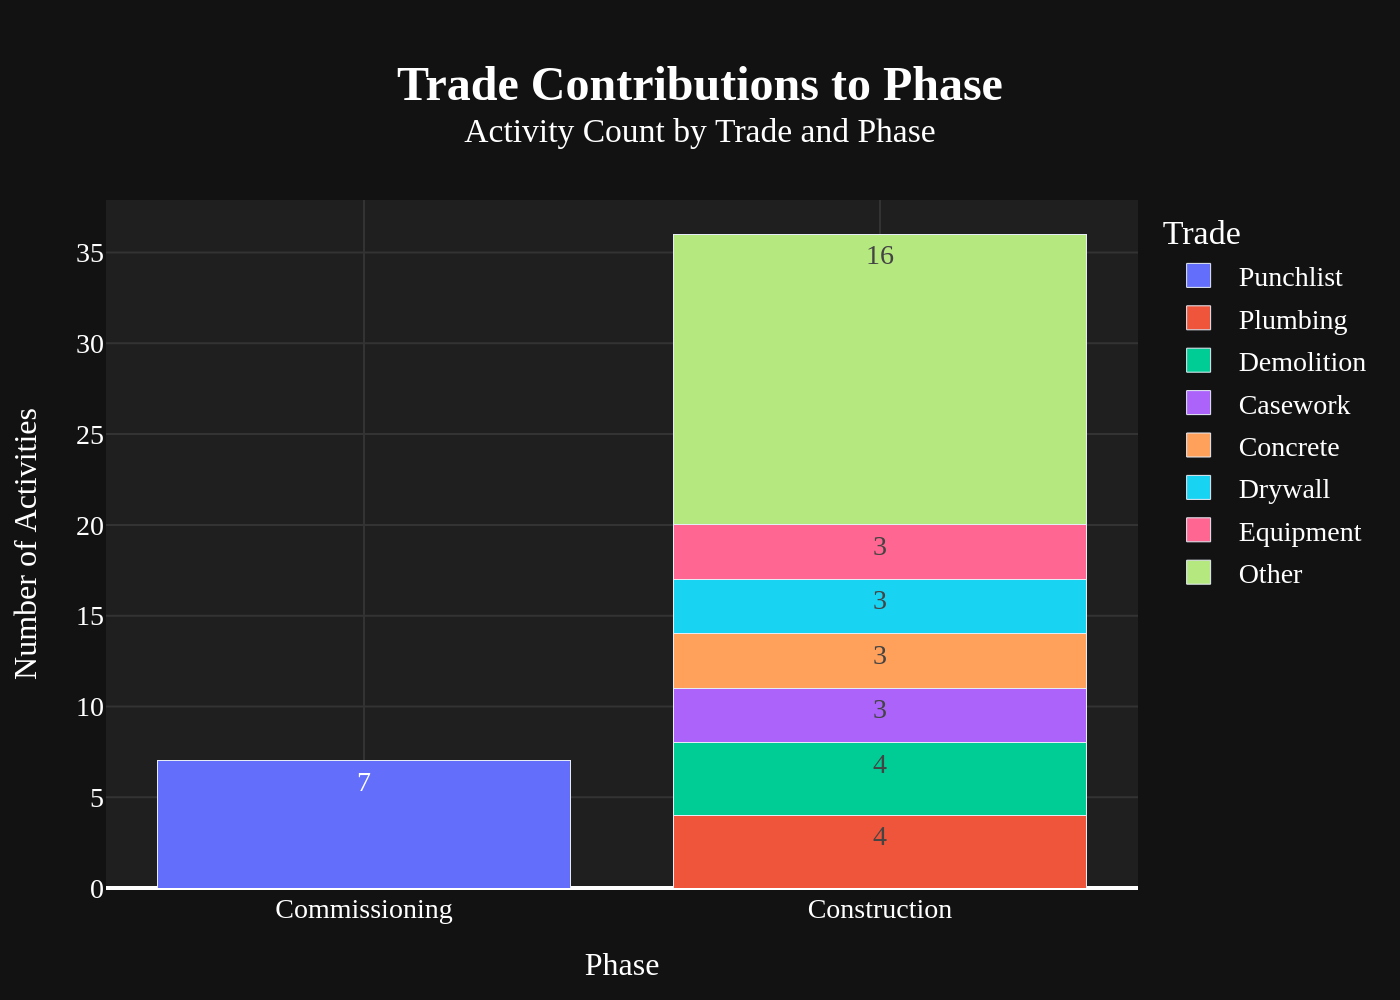 Trade Contributions to Phase
Activity Count by Trade and Phase
Number of Activities
35
30
25
20
15
10
5
0
16
3
3
3
3
4
4
7
Commissioning
Construction
Phase
Trade
Punchlist
Plumbing
Demolition
Casework
Concrete
Drywall
Equipment
Other